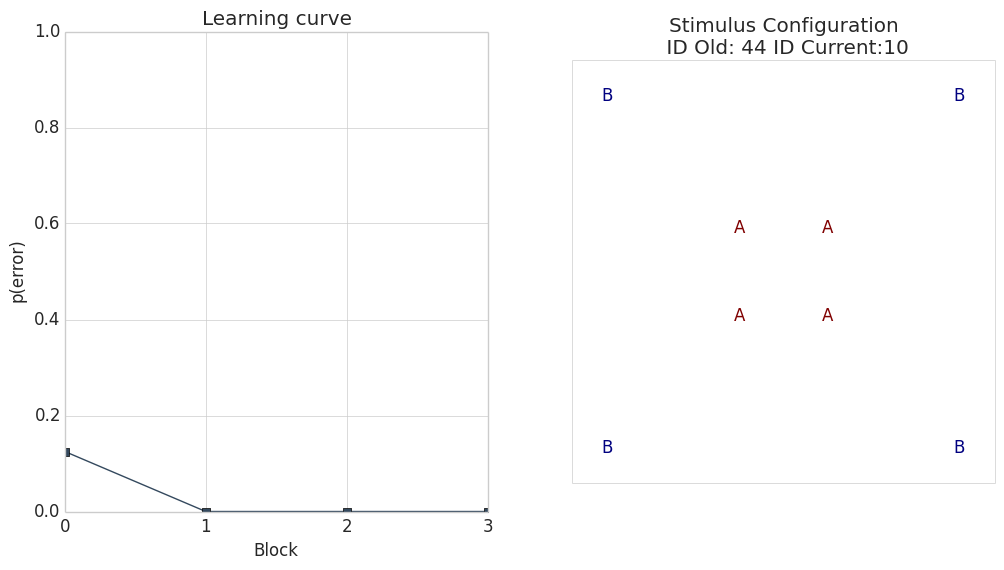 Learning curve
1.0
0.8
0.6
0.4
0.2
0.0
p(error)
0 1 2 3
Block
Stimulus Configuration
ID Old: 44 ID Current:10
B B
A A
A A
B B